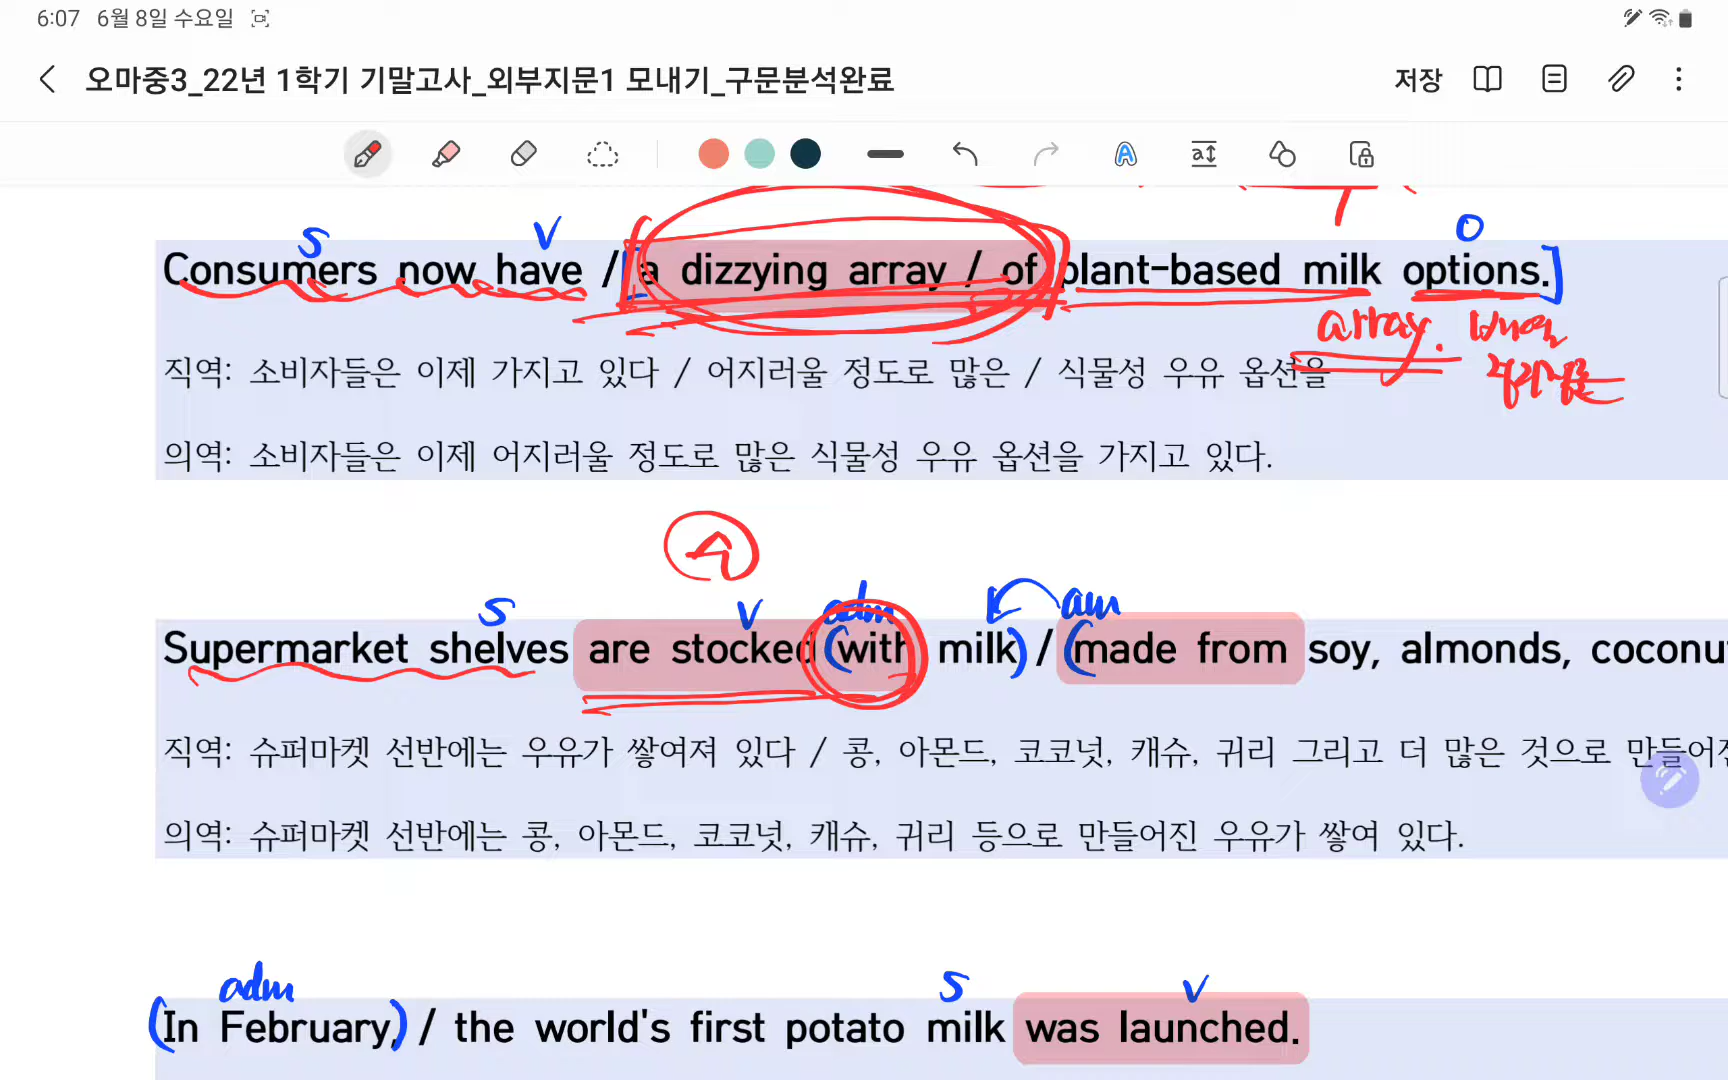 6:07 6월 8일 수요일
오마중3_22년 1학기 기말고사_외부지문1 모내기_구문분석완료 저장
S V O
Consumers now have / [a dizzying array / of plant-based milk options.]
array.
직역: 소비자들은 이제 가지고 있다 / 어지러울 정도로 많은 / 식물성 우유 옵션을
의역: 소비자들은 이제 어지러울 정도로 많은 식물성 우유 옵션을 가지고 있다.
수
S V adm am
Supermarket shelves are stocked (with milk) / (made from soy, almonds, coconu
직역: 슈퍼마켓 선반에는 우유가 쌓여져 있다 / 콩, 아몬드, 코코넛, 캐슈, 귀리 그리고 더 많은 것으로 만들어진
의역: 슈퍼마켓 선반에는 콩, 아몬드, 코코넛, 캐슈, 귀리 등으로 만들어진 우유가 쌓여 있다.
adm S V
(In February,) / the world's first potato milk was launched.